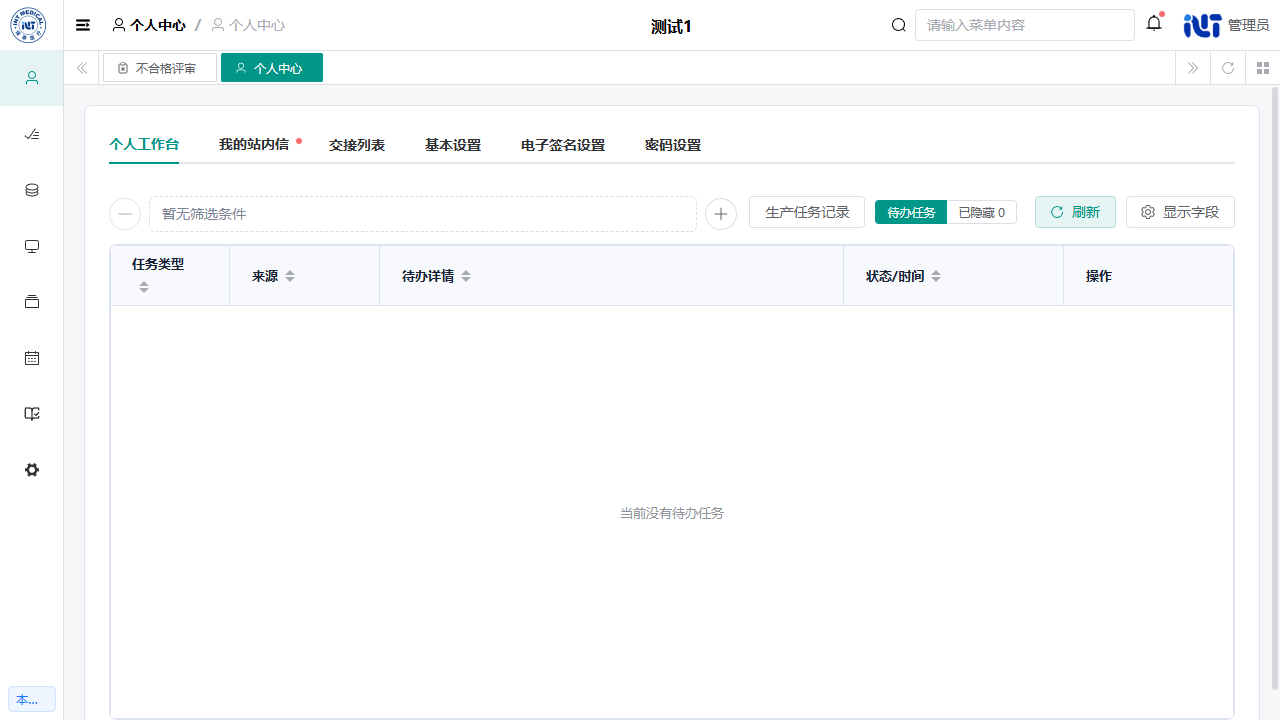 个人中心 / 个人中心
测试1
请输入菜单内容
iNT 管理员
不合格评审
个人中心
个人工作台
我的站内信
交接列表
基本设置
电子签名设置
密码设置
暂无筛选条件
生产任务记录
待办任务
已隐藏 0
刷新
显示字段
任务类型
来源
待办详情
状态/时间
操作
当前没有待办任务
本...